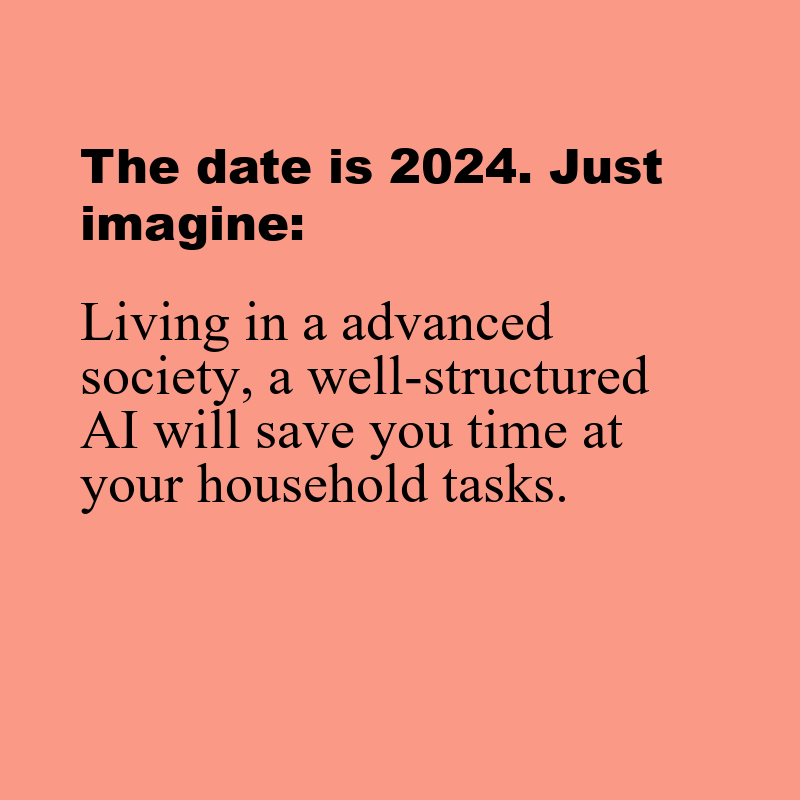 The date is 2024. Just
imagine:
Living in a advanced
society, a well-structured
AI will save you time at
your household tasks.